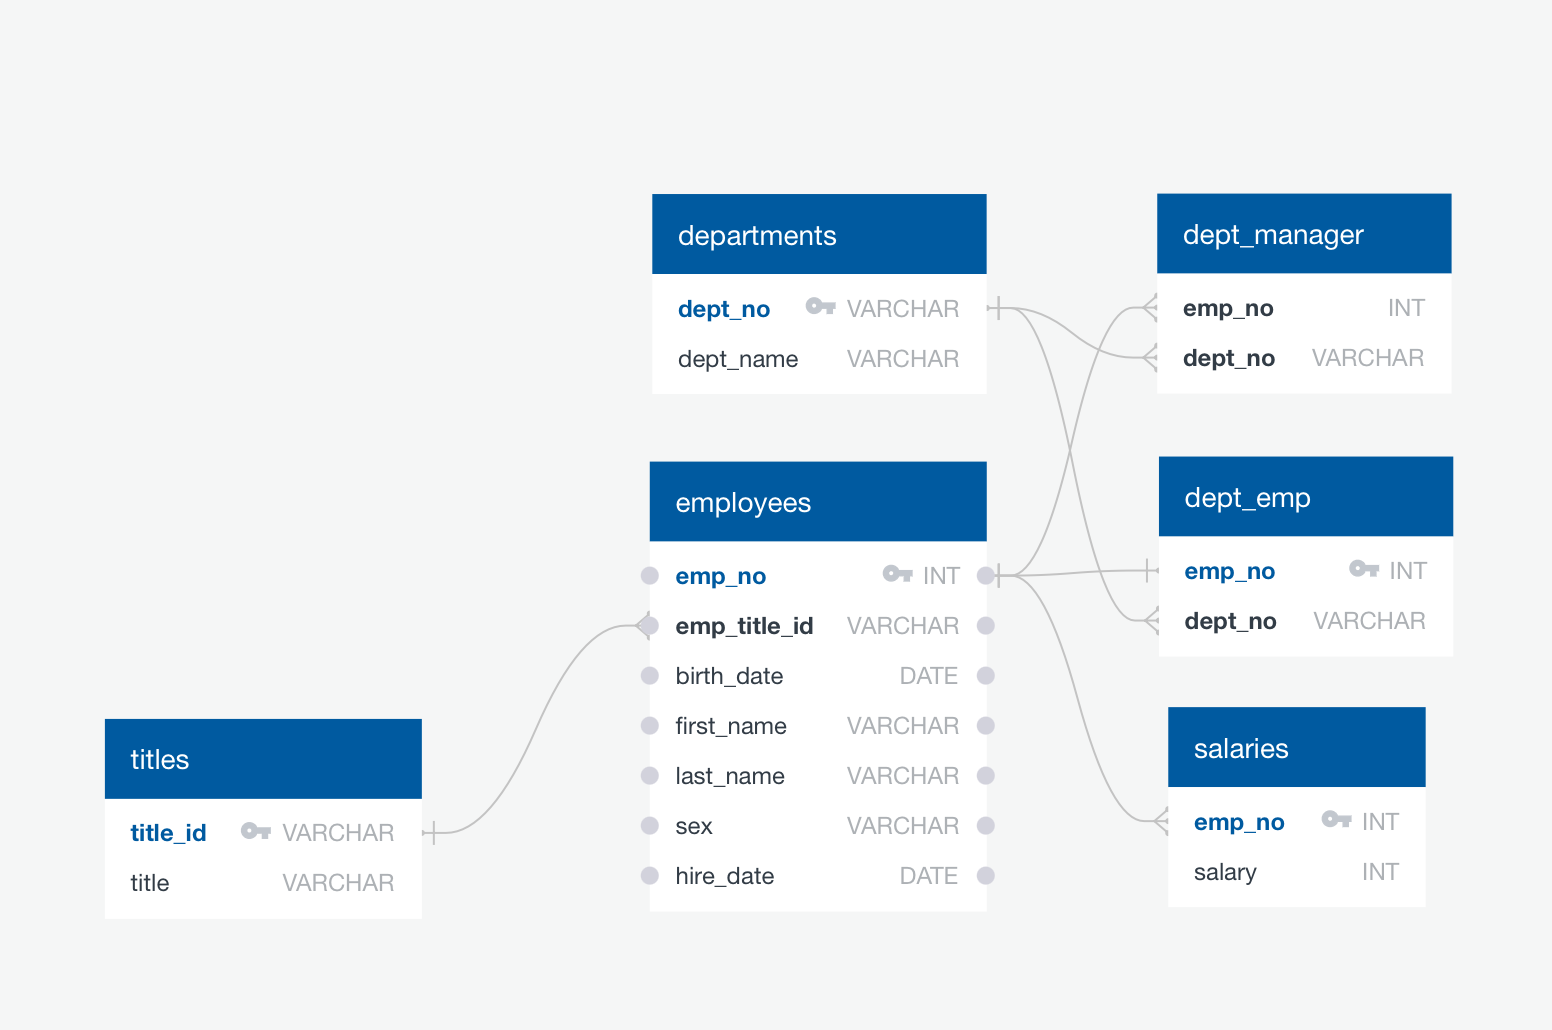 departments
dept_no VARCHAR
dept_name VARCHAR
dept_manager
emp_no INT
dept_no VARCHAR
employees
emp_no INT
emp_title_id VARCHAR
birth_date DATE
first_name VARCHAR
last_name VARCHAR
sex VARCHAR
hire_date DATE
dept_emp
emp_no INT
dept_no VARCHAR
titles
title_id VARCHAR
title VARCHAR
salaries
emp_no INT
salary INT